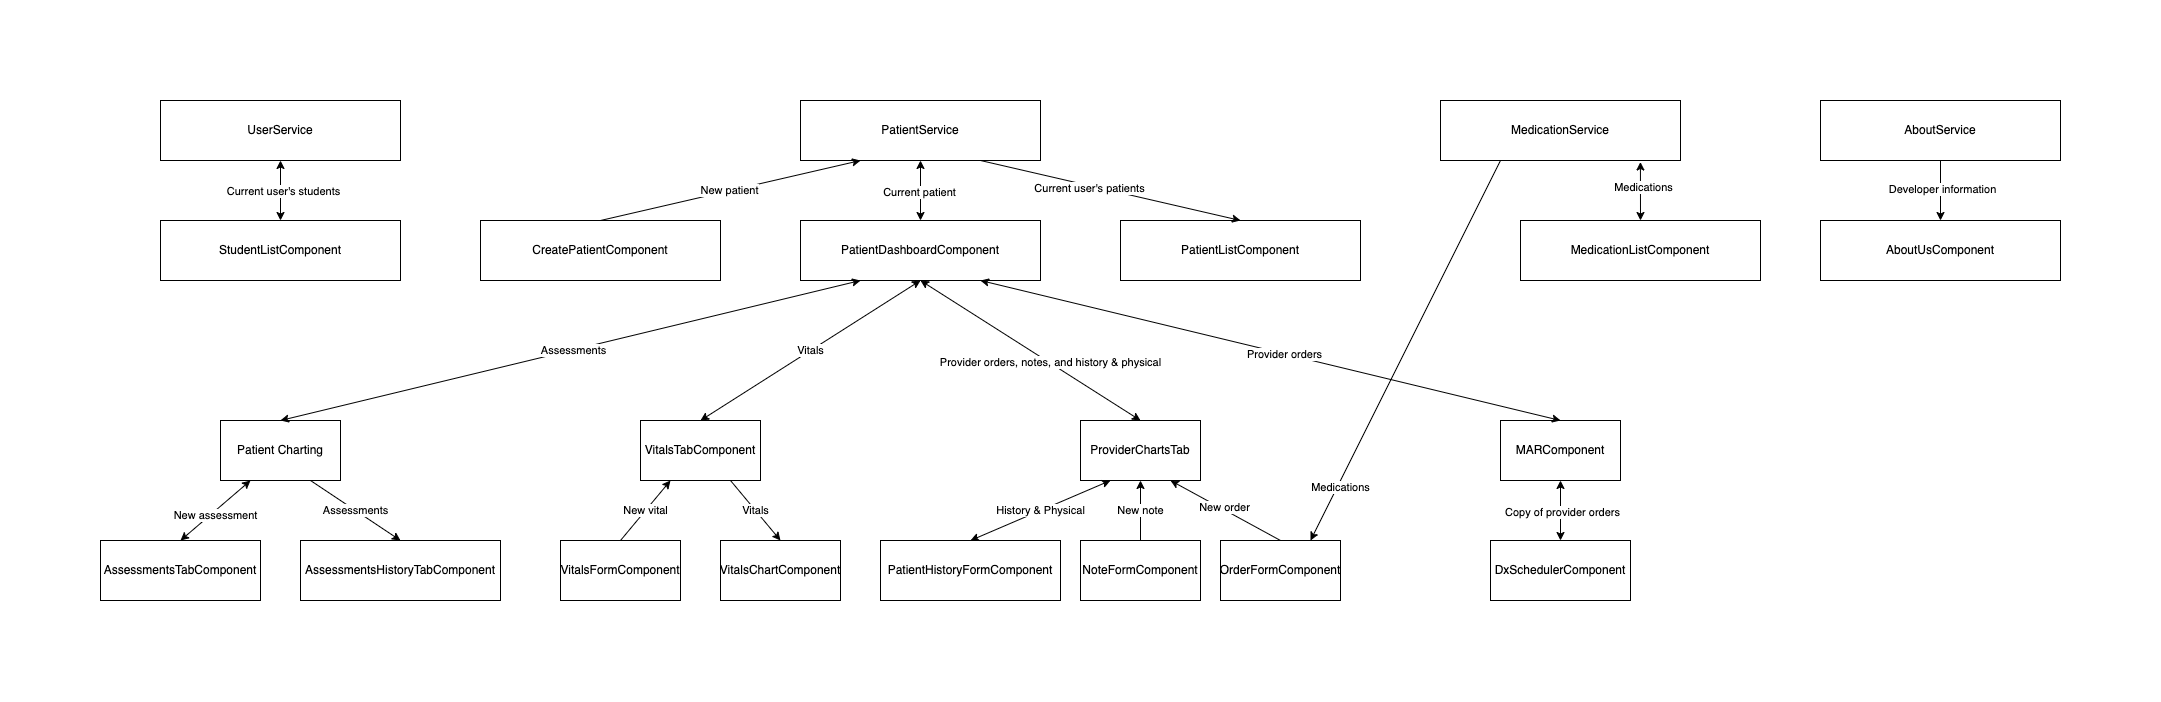 UserService
PatientService
MedicationService
AboutService
New patient
Current user's students
Current patient
Current user's patients
Medications
Developer information
StudentListComponent
CreatePatientComponent
PatientDashboardComponent
PatientListComponent
MedicationListComponent
AboutUsComponent
Assessments
Vitals
Provider orders, notes, and history & physical
Provider orders
Patient Charting
VitalsTabComponent
ProviderChartsTab
MARComponent
Medications
New assessment
Assessments
New vital
Vitals
History & Physical
New note
New order
Copy of provider orders
AssessmentsTabComponent
AssessmentsHistoryTabComponent
VitalsFormComponent
VitalsChartComponent
PatientHistoryFormComponent
NoteFormComponent
OrderFormComponent
DxSchedulerComponent